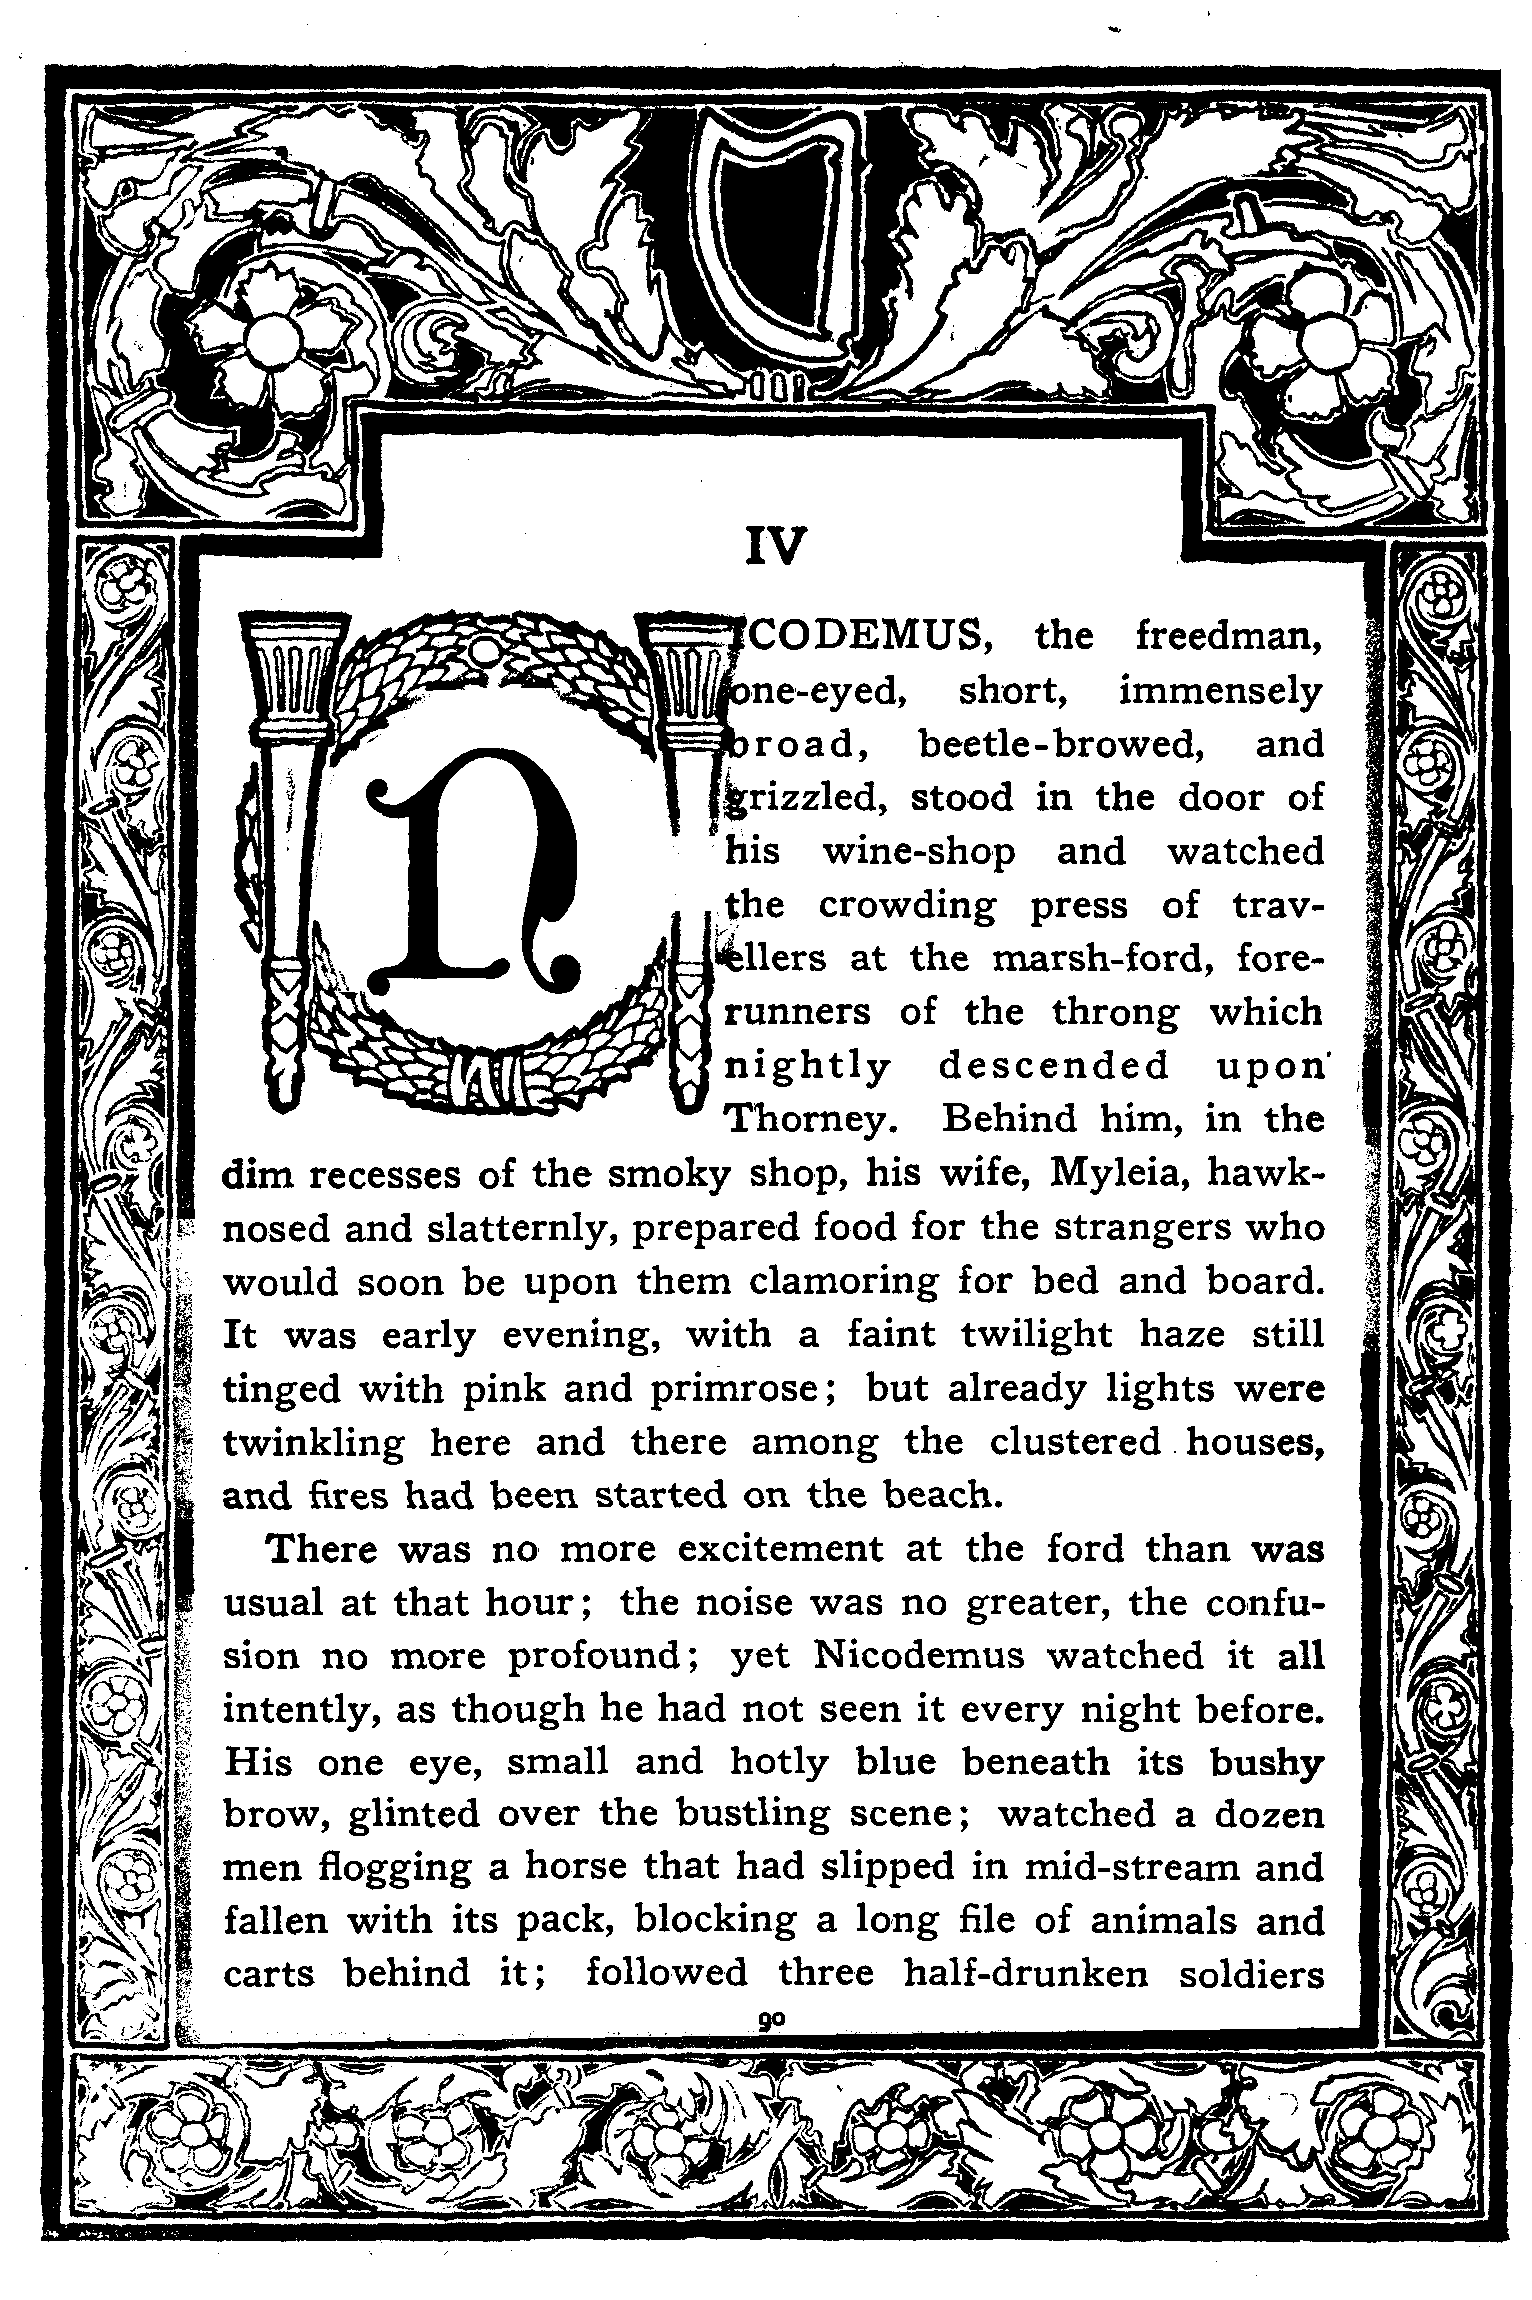 IV
NICODEMUS, the freedman,
one-eyed, short, immensely
broad, beetle-browed, and
grizzled, stood in the door of
his wine-shop and watched
the crowding press of trav-
ellers at the marsh-ford, fore-
runners of the throng which
nightly descended upon
Thorney. Behind him, in the
dim recesses of the smoky shop, his wife, Myleia, hawk-
nosed and slatternly, prepared food for the strangers who
would soon be upon them clamoring for bed and board.
It was early evening, with a faint twilight haze still
tinged with pink and primrose; but already lights were
twinkling here and there among the clustered houses,
and fires had been started on the beach.
There was no more excitement at the ford than was
usual at that hour; the noise was no greater, the confu-
sion no more profound; yet Nicodemus watched it all
intently, as though he had not seen it every night before.
His one eye, small and hotly blue beneath its bushy
brow, glinted over the bustling scene; watched a dozen
men flogging a horse that had slipped in mid-stream and
fallen with its pack, blocking a long file of animals and
carts behind it; followed three half-drunken soldiers
90